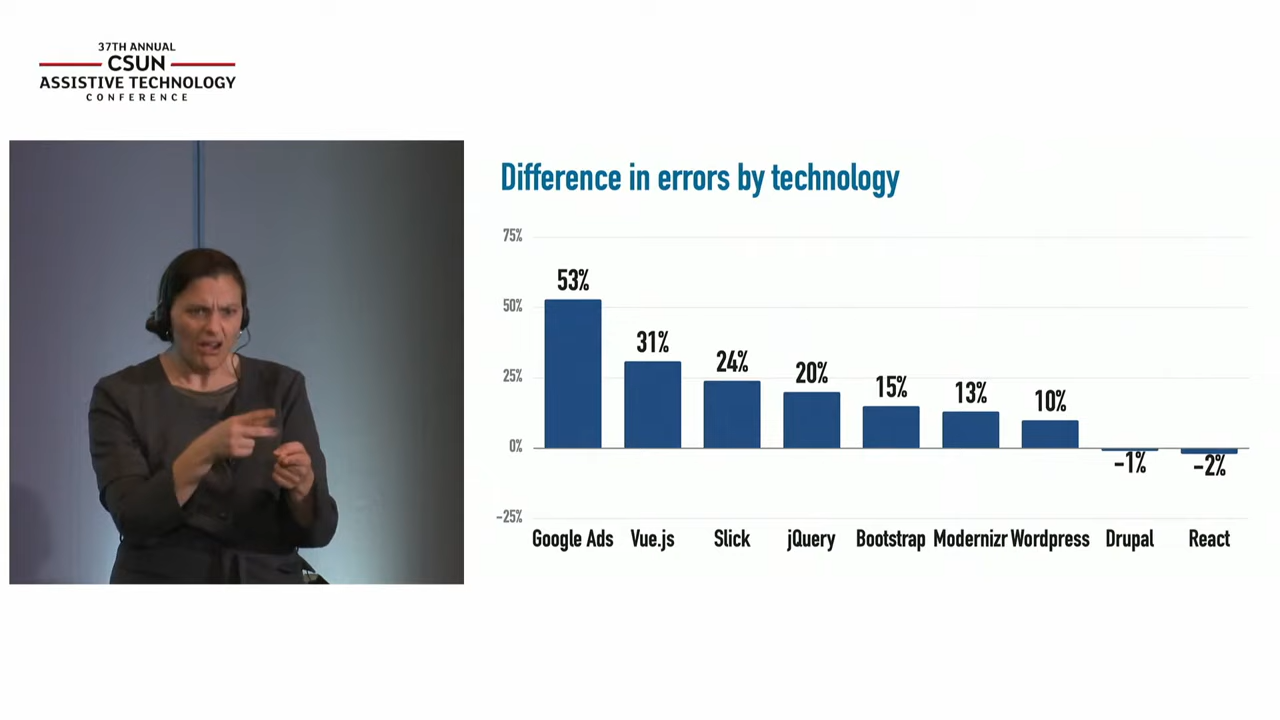 37TH ANNUAL
CSUN
ASSISTIVE TECHNOLOGY
CONFERENCE
Difference in errors by technology
75%
50%
25%
0%
-25%
53%
31%
24%
20%
15%
13%
10%
-1%
-2%
Google Ads Vue.js Slick jQuery Bootstrap Modernizr Wordpress Drupal React